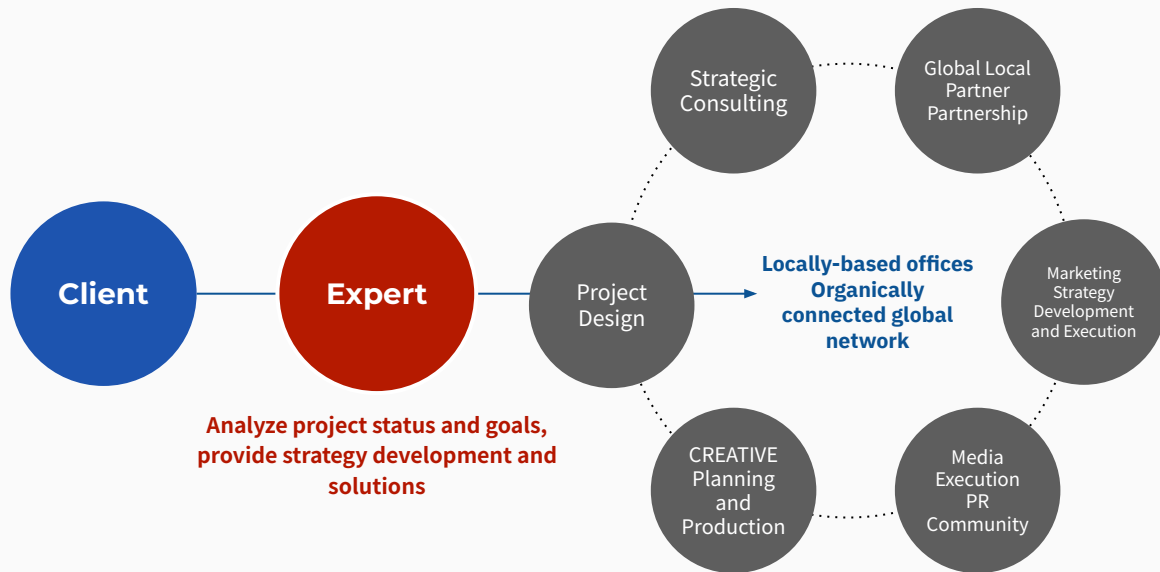 Client
Expert
Analyze project status and goals,
provide strategy development and
solutions
Project
Design
Strategic
Consulting
Global Local
Partner
Partnership
Marketing
Strategy
Development
and Execution
Media
Execution
PR
Community
CREATIVE
Planning
and
Production
Locally-based offices
Organically
connected global
network